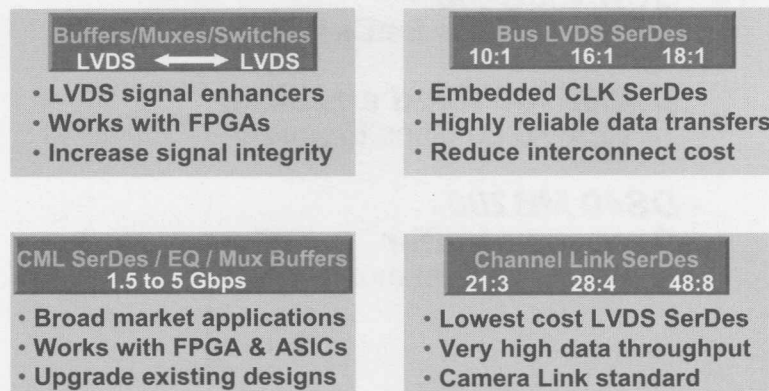 Buffers/Muxes/Switches
LVDS ⟷ LVDS
• LVDS signal enhancers
• Works with FPGAs
• Increase signal integrity
Bus LVDS SerDes
10:1 16:1 18:1
• Embedded CLK SerDes
• Highly reliable data transfers
• Reduce interconnect cost
CML SerDes / EQ / Mux Buffers
1.5 to 5 Gbps
• Broad market applications
• Works with FPGA & ASICs
• Upgrade existing designs
Channel Link SerDes
21:3 28:4 48:8
• Lowest cost LVDS SerDes
• Very high data throughput
• Camera Link standard